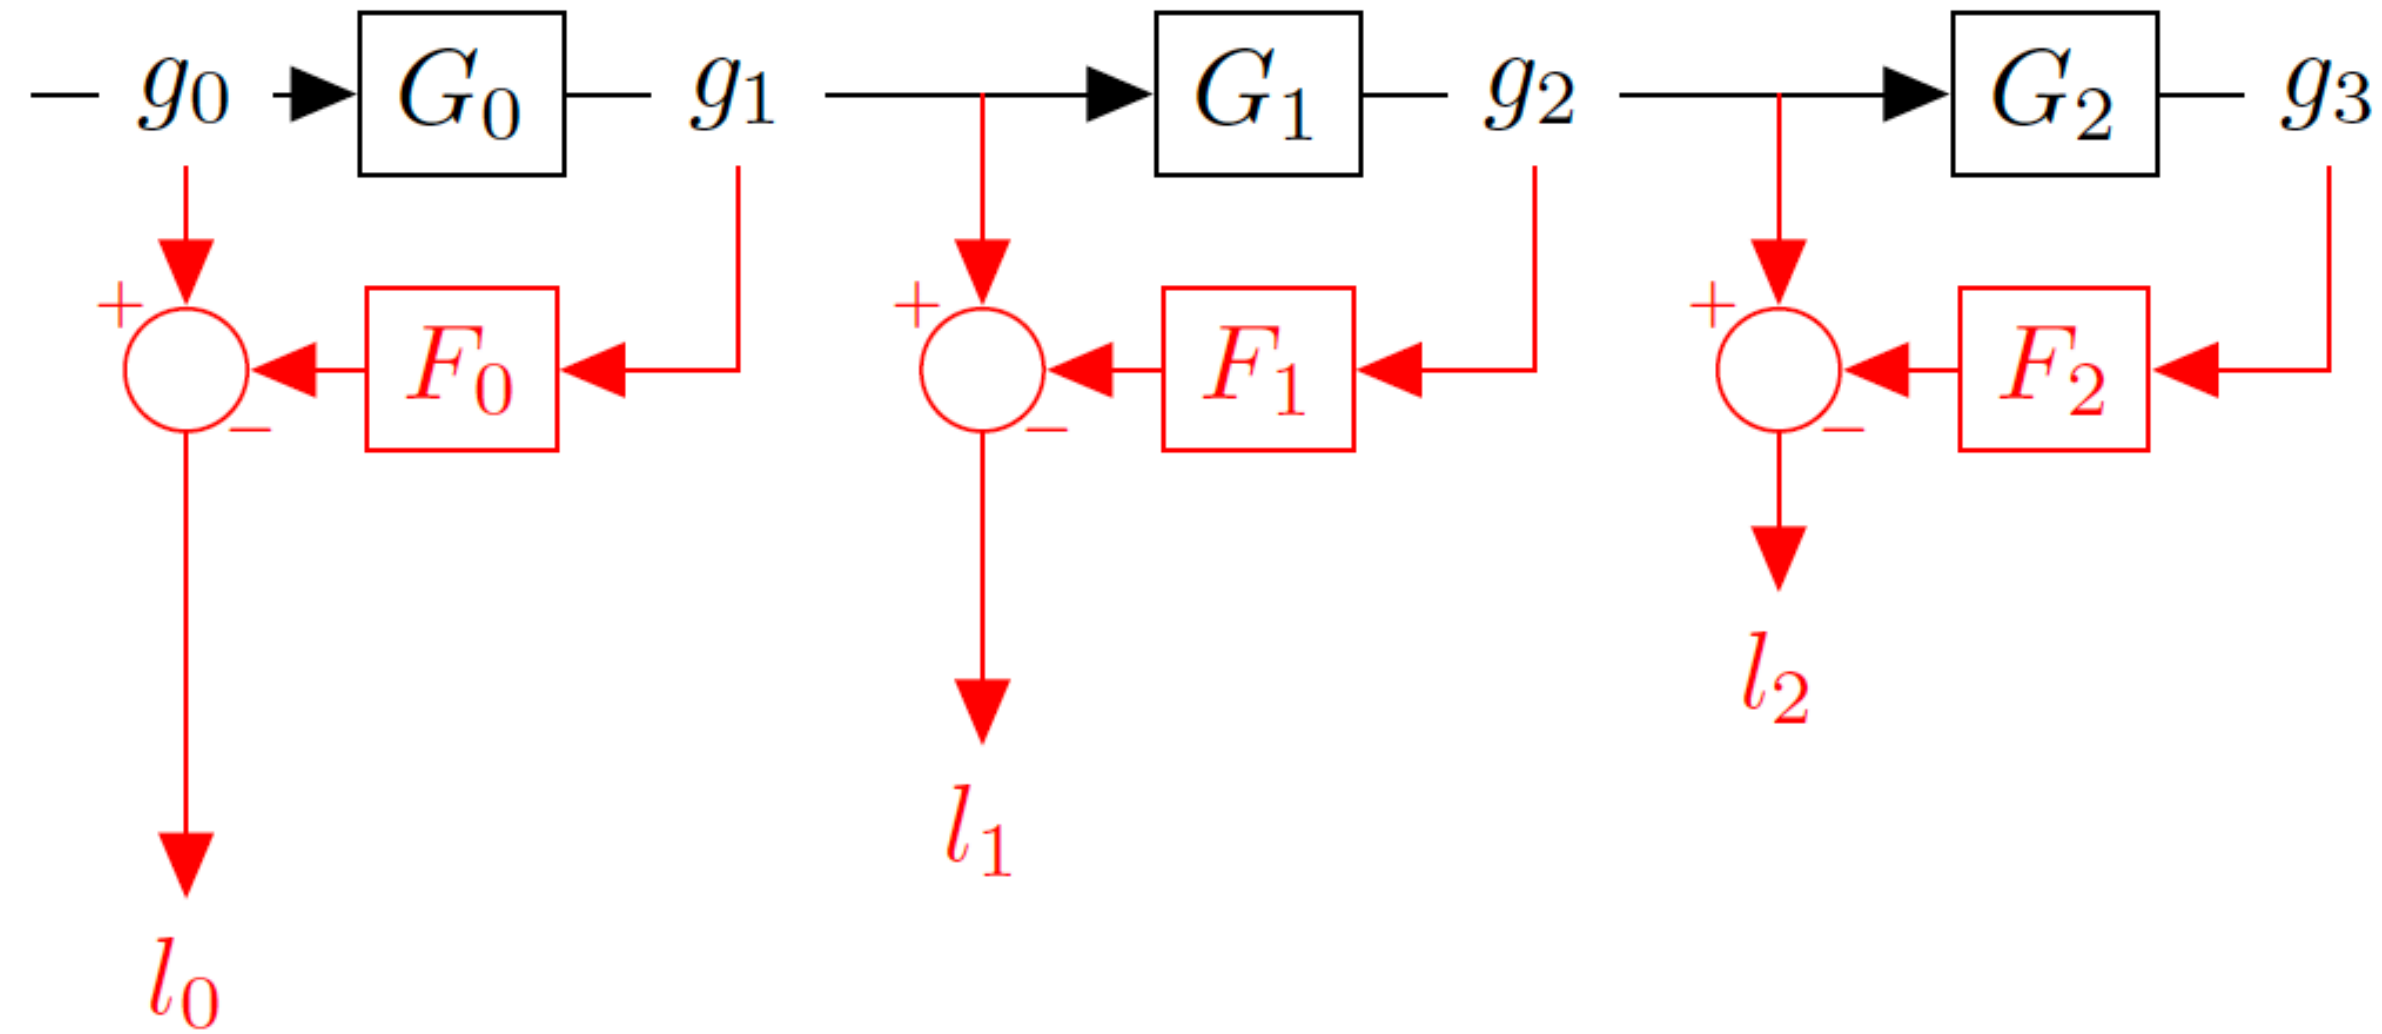 g₀ G₀ g₁ G₁ g₂ G₂ g₃
+ + +
F₀ F₁ F₂
− − −
l₂
l₁
l₀